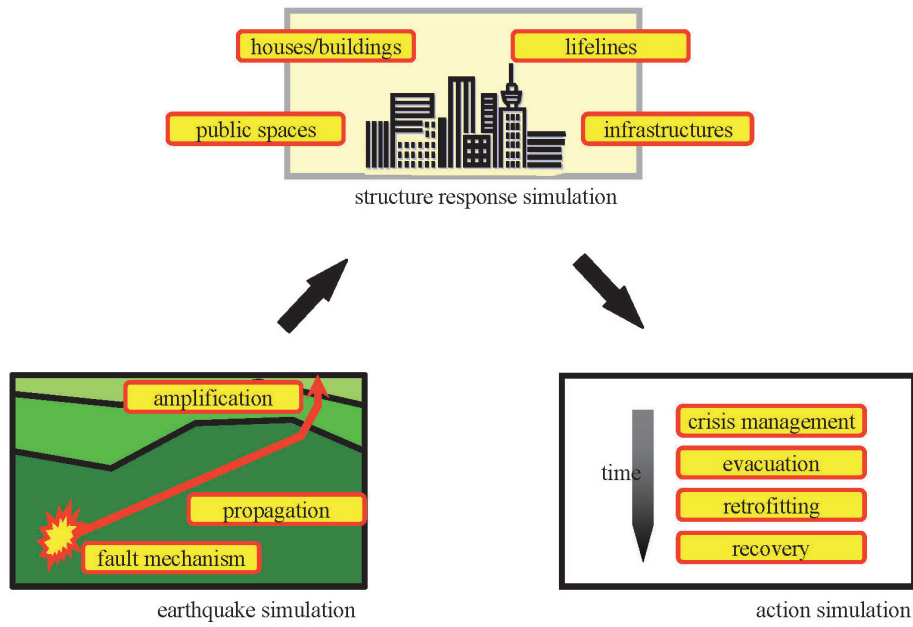 houses/buildings
lifelines
public spaces
infrastructures
structure response simulation
amplification
propagation
fault mechanism
earthquake simulation
time
crisis management
evacuation
retrofitting
recovery
action simulation